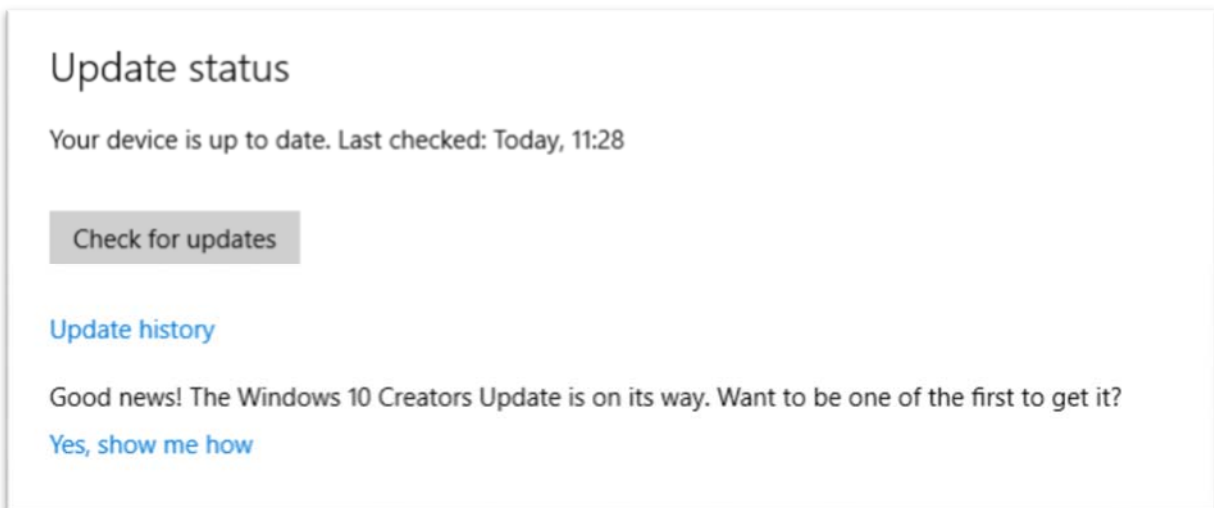 Update status
Your device is up to date. Last checked: Today, 11:28
Check for updates
Update history
Good news! The Windows 10 Creators Update is on its way. Want to be one of the first to get it?
Yes, show me how